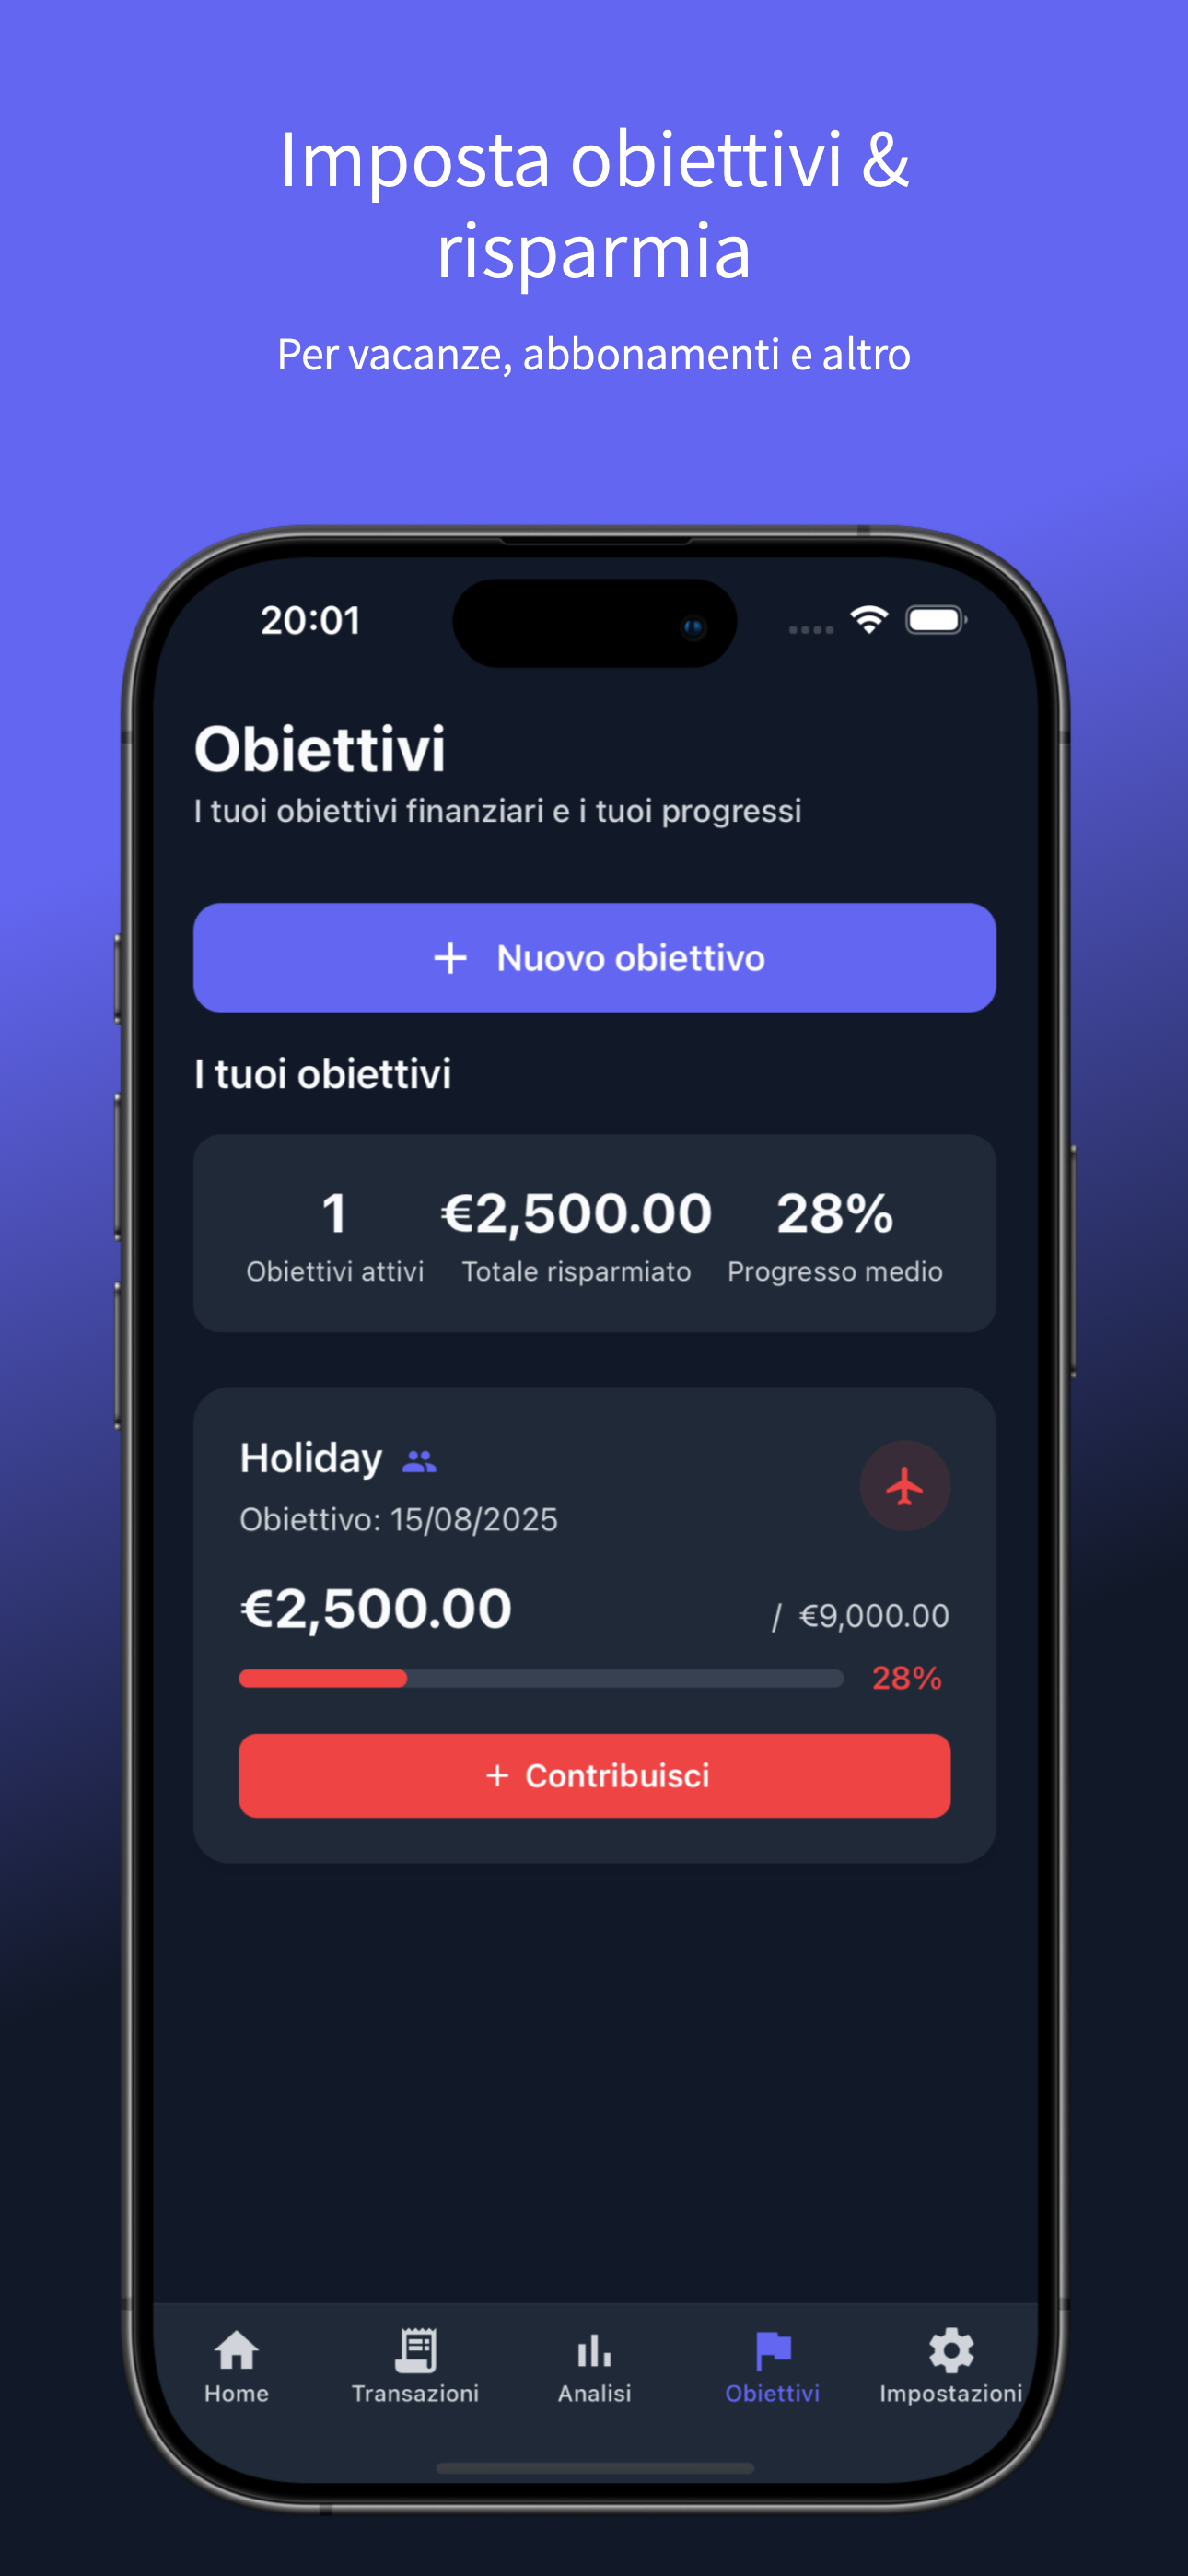 Imposta obiettivi &
risparmia
Per vacanze, abbonamenti e altro
20:01
Obiettivi
I tuoi obiettivi finanziari e i tuoi progressi
+ Nuovo obiettivo
I tuoi obiettivi
1 €2,500.00 28%
Obiettivi attivi Totale risparmiato Progresso medio
Holiday
Obiettivo: 15/08/2025
€2,500.00 / €9,000.00
28%
+ Contribuisci
Home Transazioni Analisi Obiettivi Impostazioni